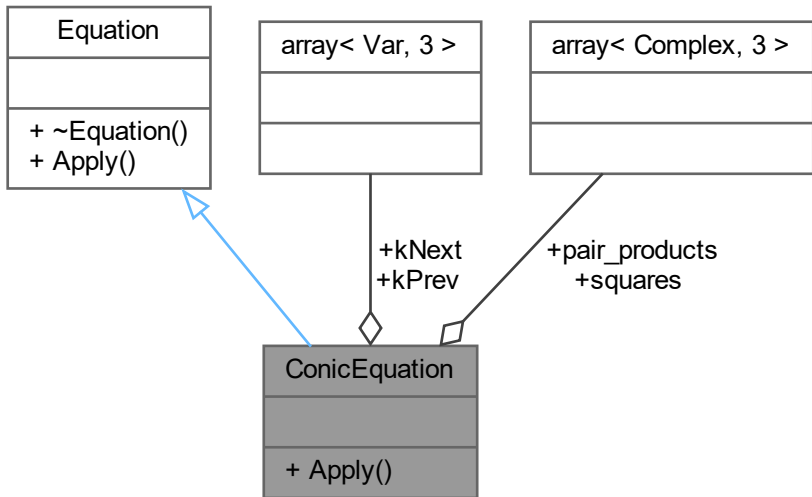 Equation
+ ~Equation()
+ Apply()
array< Var, 3 >
array< Complex, 3 >
+kNext
+kPrev
+pair_products
+squares
ConicEquation
+ Apply()